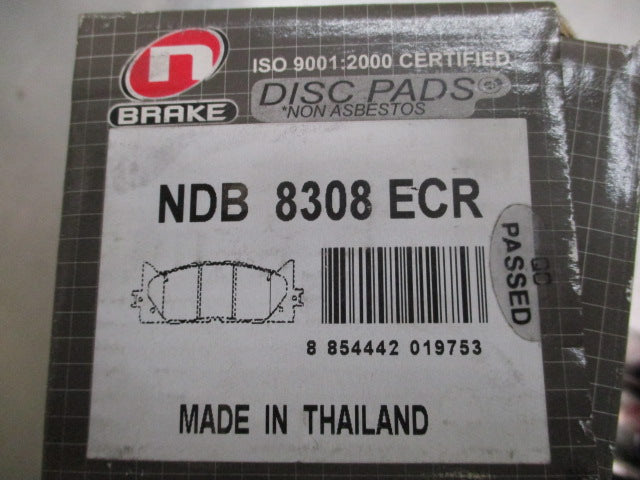 n
BRAKE
ISO 9001:2000 CERTIFIED
DISC PADS
*NON ASBESTOS
NDB 8308 ECR
QC
PASSED
8 854442 019753
MADE IN THAILAND